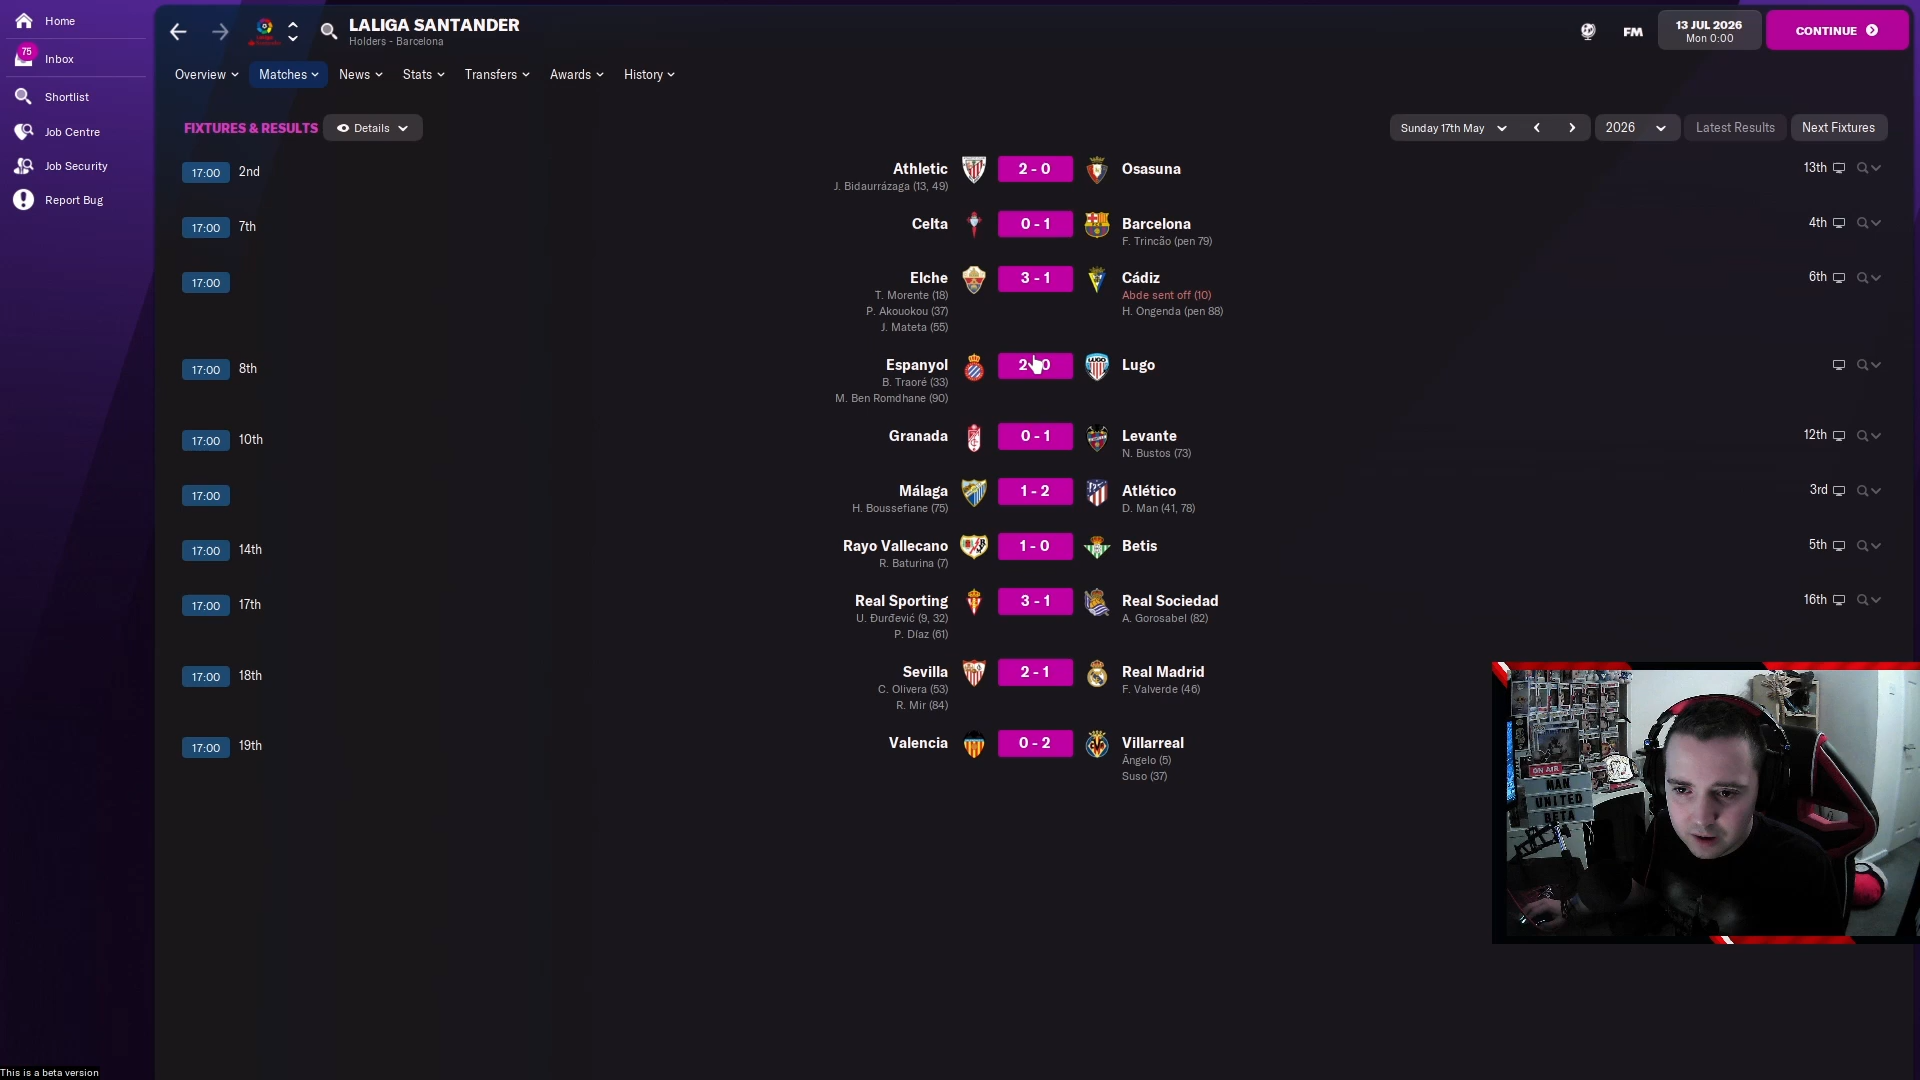 Home
75
Inbox
Shortlist
Job Centre
Job Security
Report Bug
LALIGA SANTANDER
Holders - Barcelona
FM
13 JUL 2026
Mon 0:00
CONTINUE
Overview
Matches
News
Stats
Transfers
Awards
History
FIXTURES & RESULTS
Details
Sunday 17th May
2026
Latest Results
Next Fixtures
17:00 2nd Athletic 2 - 0 Osasuna 13th
J. Bidaurrázaga (13, 49)
17:00 7th Celta 0 - 1 Barcelona 4th
F. Trincão (pen 79)
17:00 Elche 3 - 1 Cádiz 6th
T. Morente (18) Abde sent off (10)
P. Akouokou (37) H. Ongenda (pen 88)
J. Mateta (55)
17:00 8th Espanyol 2 0 Lugo
B. Traoré (33)
M. Ben Romdhane (90)
17:00 10th Granada 0 - 1 Levante 12th
N. Bustos (73)
17:00 Málaga 1 - 2 Atlético 3rd
H. Boussefiane (75) D. Man (41, 78)
17:00 14th Rayo Vallecano 1 - 0 Betis 5th
R. Baturina (7)
17:00 17th Real Sporting 3 - 1 Real Sociedad 16th
U. Đurđević (9, 32) A. Gorosabel (82)
P. Díaz (61)
17:00 18th Sevilla 2 - 1 Real Madrid
C. Olivera (53) F. Valverde (46)
R. Mir (84)
17:00 19th Valencia 0 - 2 Villarreal
Ângelo (5)
Suso (37)
ON AIR
MAN
UNITED
BETA
This is a beta version